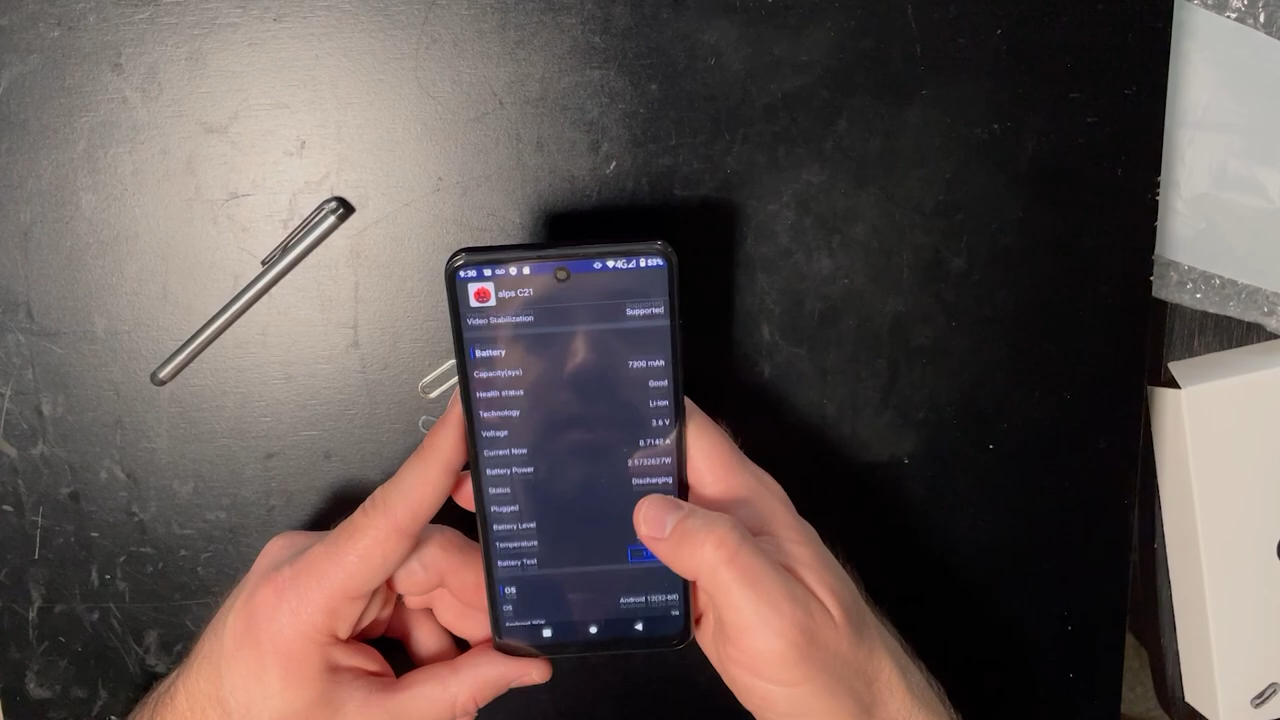 9:30 4G 53%
alps C21
Video Stabilization Supported
Battery
Capacity(sys) 7300 mAh
Health status Good
Technology Li-ion
Voltage 3.6 V
Current Now 0.7142 A
Battery Power 2.5732627W
Status Discharging
Plugged
Battery Level
Temperature
Battery Test
OS
OS Android 12(32-bit)